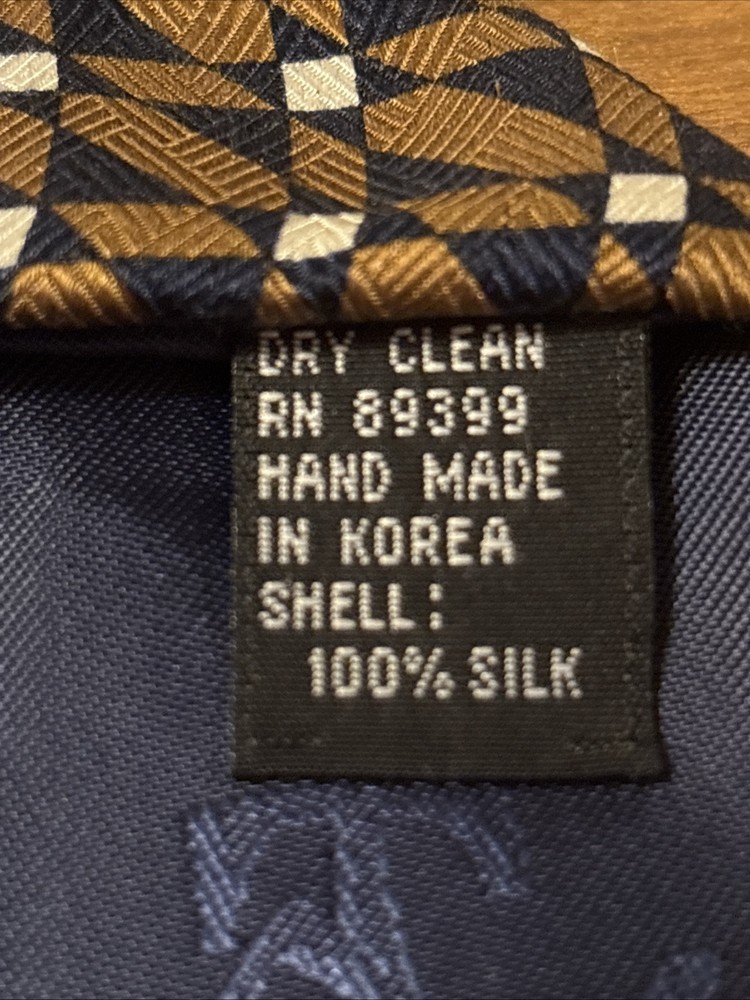 DRY CLEAN
RN 89399
HAND MADE
IN KOREA
SHELL:
100% SILK